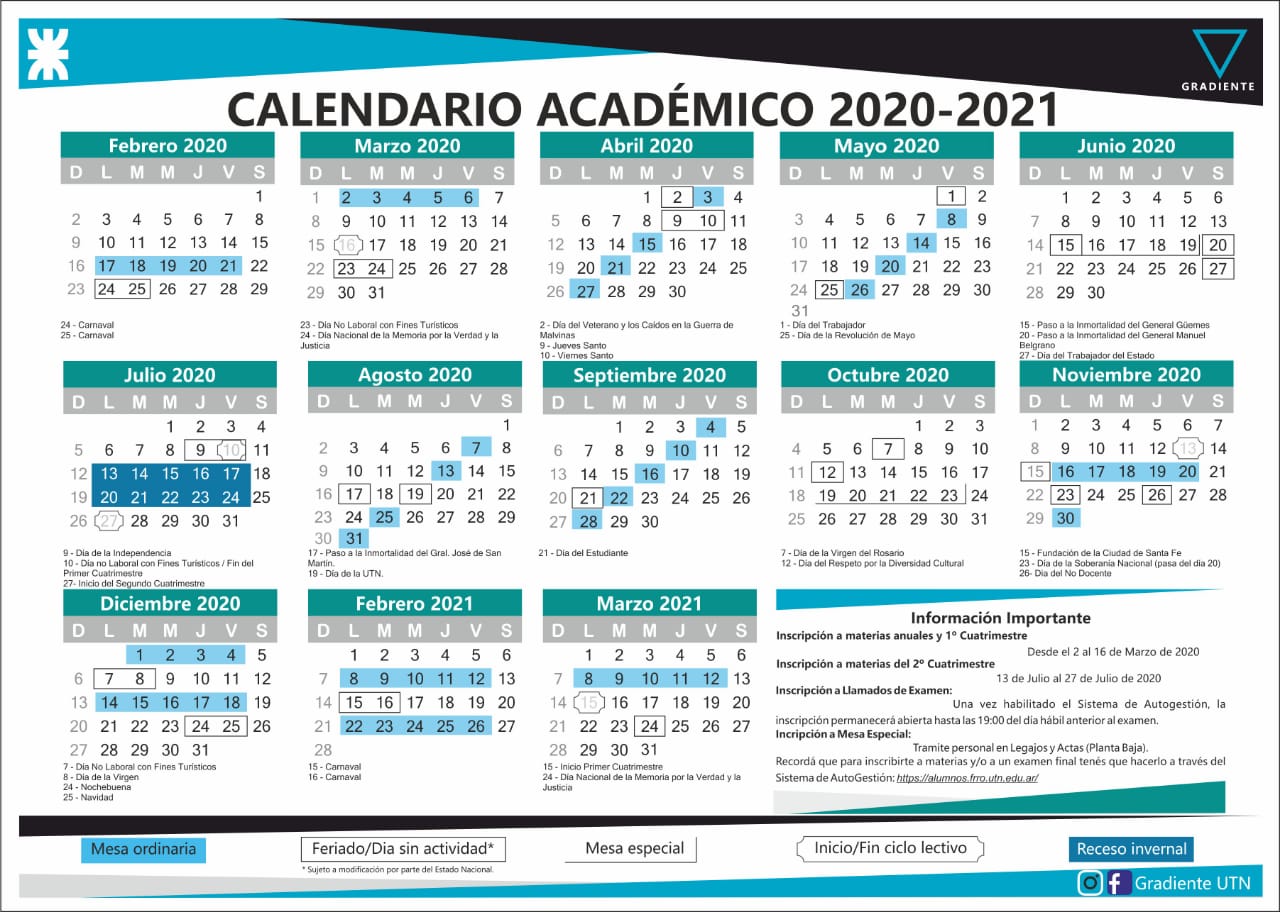 GRADIENTE
CALENDARIO ACADÉMICO 2020-2021
Febrero 2020
D L M M J V S
1
2 3 4 5 6 7 8
9 10 11 12 13 14 15
16 17 18 19 20 21 22
23 24 25 26 27 28 29
24 - Carnaval
25 - Carnaval
Marzo 2020
D L M M J V S
1 2 3 4 5 6 7
8 9 10 11 12 13 14
15 16 17 18 19 20 21
22 23 24 25 26 27 28
29 30 31
23 - Día No Laboral con Fines Turísticos
24 - Día Nacional de la Memoria por la Verdad y la
Justicia
Abril 2020
D L M M J V S
1 2 3 4
5 6 7 8 9 10 11
12 13 14 15 16 17 18
19 20 21 22 23 24 25
26 27 28 29 30
2 - Día del Veterano y los Caídos en la Guerra de
Malvinas
9 - Jueves Santo
10 - Viernes Santo
Mayo 2020
D L M M J V S
1 2
3 4 5 6 7 8 9
10 11 12 13 14 15 16
17 18 19 20 21 22 23
24 25 26 27 28 29 30
31
1 - Día del Trabajador
25 - Día de la Revolución de Mayo
Junio 2020
D L M M J V S
1 2 3 4 5 6
7 8 9 10 11 12 13
14 15 16 17 18 19 20
21 22 23 24 25 26 27
28 29 30
15 - Paso a la Inmortalidad del General Güemes
20 - Paso a la Inmortalidad del General Manuel
Belgrano
27 - Día del Trabajador del Estado
Julio 2020
D L M M J V S
1 2 3 4
5 6 7 8 9 10 11
12 13 14 15 16 17 18
19 20 21 22 23 24 25
26 27 28 29 30 31
9 - Día de la Independencia
10 - Día no Laboral con Fines Turísticos / Fin del
Primer Cuatrimestre
27- Inicio del Segundo Cuatrimestre
Agosto 2020
D L M M J V S
1
2 3 4 5 6 7 8
9 10 11 12 13 14 15
16 17 18 19 20 21 22
23 24 25 26 27 28 29
30 31
17 - Paso a la Inmortalidad del Gral. José de San
Martín.
19 - Día de la UTN.
Septiembre 2020
D L M M J V S
1 2 3 4 5
6 7 8 9 10 11 12
13 14 15 16 17 18 19
20 21 22 23 24 25 26
27 28 29 30
21 - Dia del Estudiante
Octubre 2020
D L M M J V S
1 2 3
4 5 6 7 8 9 10
11 12 13 14 15 16 17
18 19 20 21 22 23 24
25 26 27 28 29 30 31
7 - Día de la Virgen del Rosario
12 - Día del Respeto por la Diversidad Cultural
Noviembre 2020
D L M M J V S
1 2 3 4 5 6 7
8 9 10 11 12 13 14
15 16 17 18 19 20 21
22 23 24 25 26 27 28
29 30
15 - Fundación de la Ciudad de Santa Fe
23 - Día de la Soberanía Nacional (pasa del día 20)
26- Dia del No Docente
Diciembre 2020
D L M M J V S
1 2 3 4 5
6 7 8 9 10 11 12
13 14 15 16 17 18 19
20 21 22 23 24 25 26
27 28 29 30 31
7 - Día No Laboral con Fines Turísticos
8 - Día de la Virgen
24 - Nochebuena
25 - Navidad
Febrero 2021
D L M M J V S
1 2 3 4 5 6
7 8 9 10 11 12 13
14 15 16 17 18 19 20
21 22 23 24 25 26 27
28
15 - Carnaval
16 - Carnaval
Marzo 2021
D L M M J V S
1 2 3 4 5 6
7 8 9 10 11 12 13
14 15 16 17 18 19 20
21 22 23 24 25 26 27
28 29 30 31
15 - Inicio Primer Cuatrimestre
24 - Día Nacional de la Memoria por la Verdad y la
Justicia
Información Importante
Inscripción a materias anuales y 1º Cuatrimestre
Desde el 2 al 16 de Marzo de 2020
Inscripción a materias del 2º Cuatrimestre
13 de Julio al 27 de Julio de 2020
Inscripción a Llamados de Examen:
Una vez habilitado el Sistema de Autogestión, la
inscripción permanecerá abierta hasta las 19:00 del día hábil anterior al examen.
Incripción a Mesa Especial:
Tramite personal en Legajos y Actas (Planta Baja).
Recordá que para inscribirte a materias y/o a un examen final tenés que hacerlo a través del
Sistema de AutoGestión: https://alumnos.frro.utn.edu.ar/
Mesa ordinaria
Feriado/Dia sin actividad*
* Sujeto a modificación por parte del Estado Nacional.
Mesa especial
Inicio/Fin ciclo lectivo
Receso invernal
Gradiente UTN